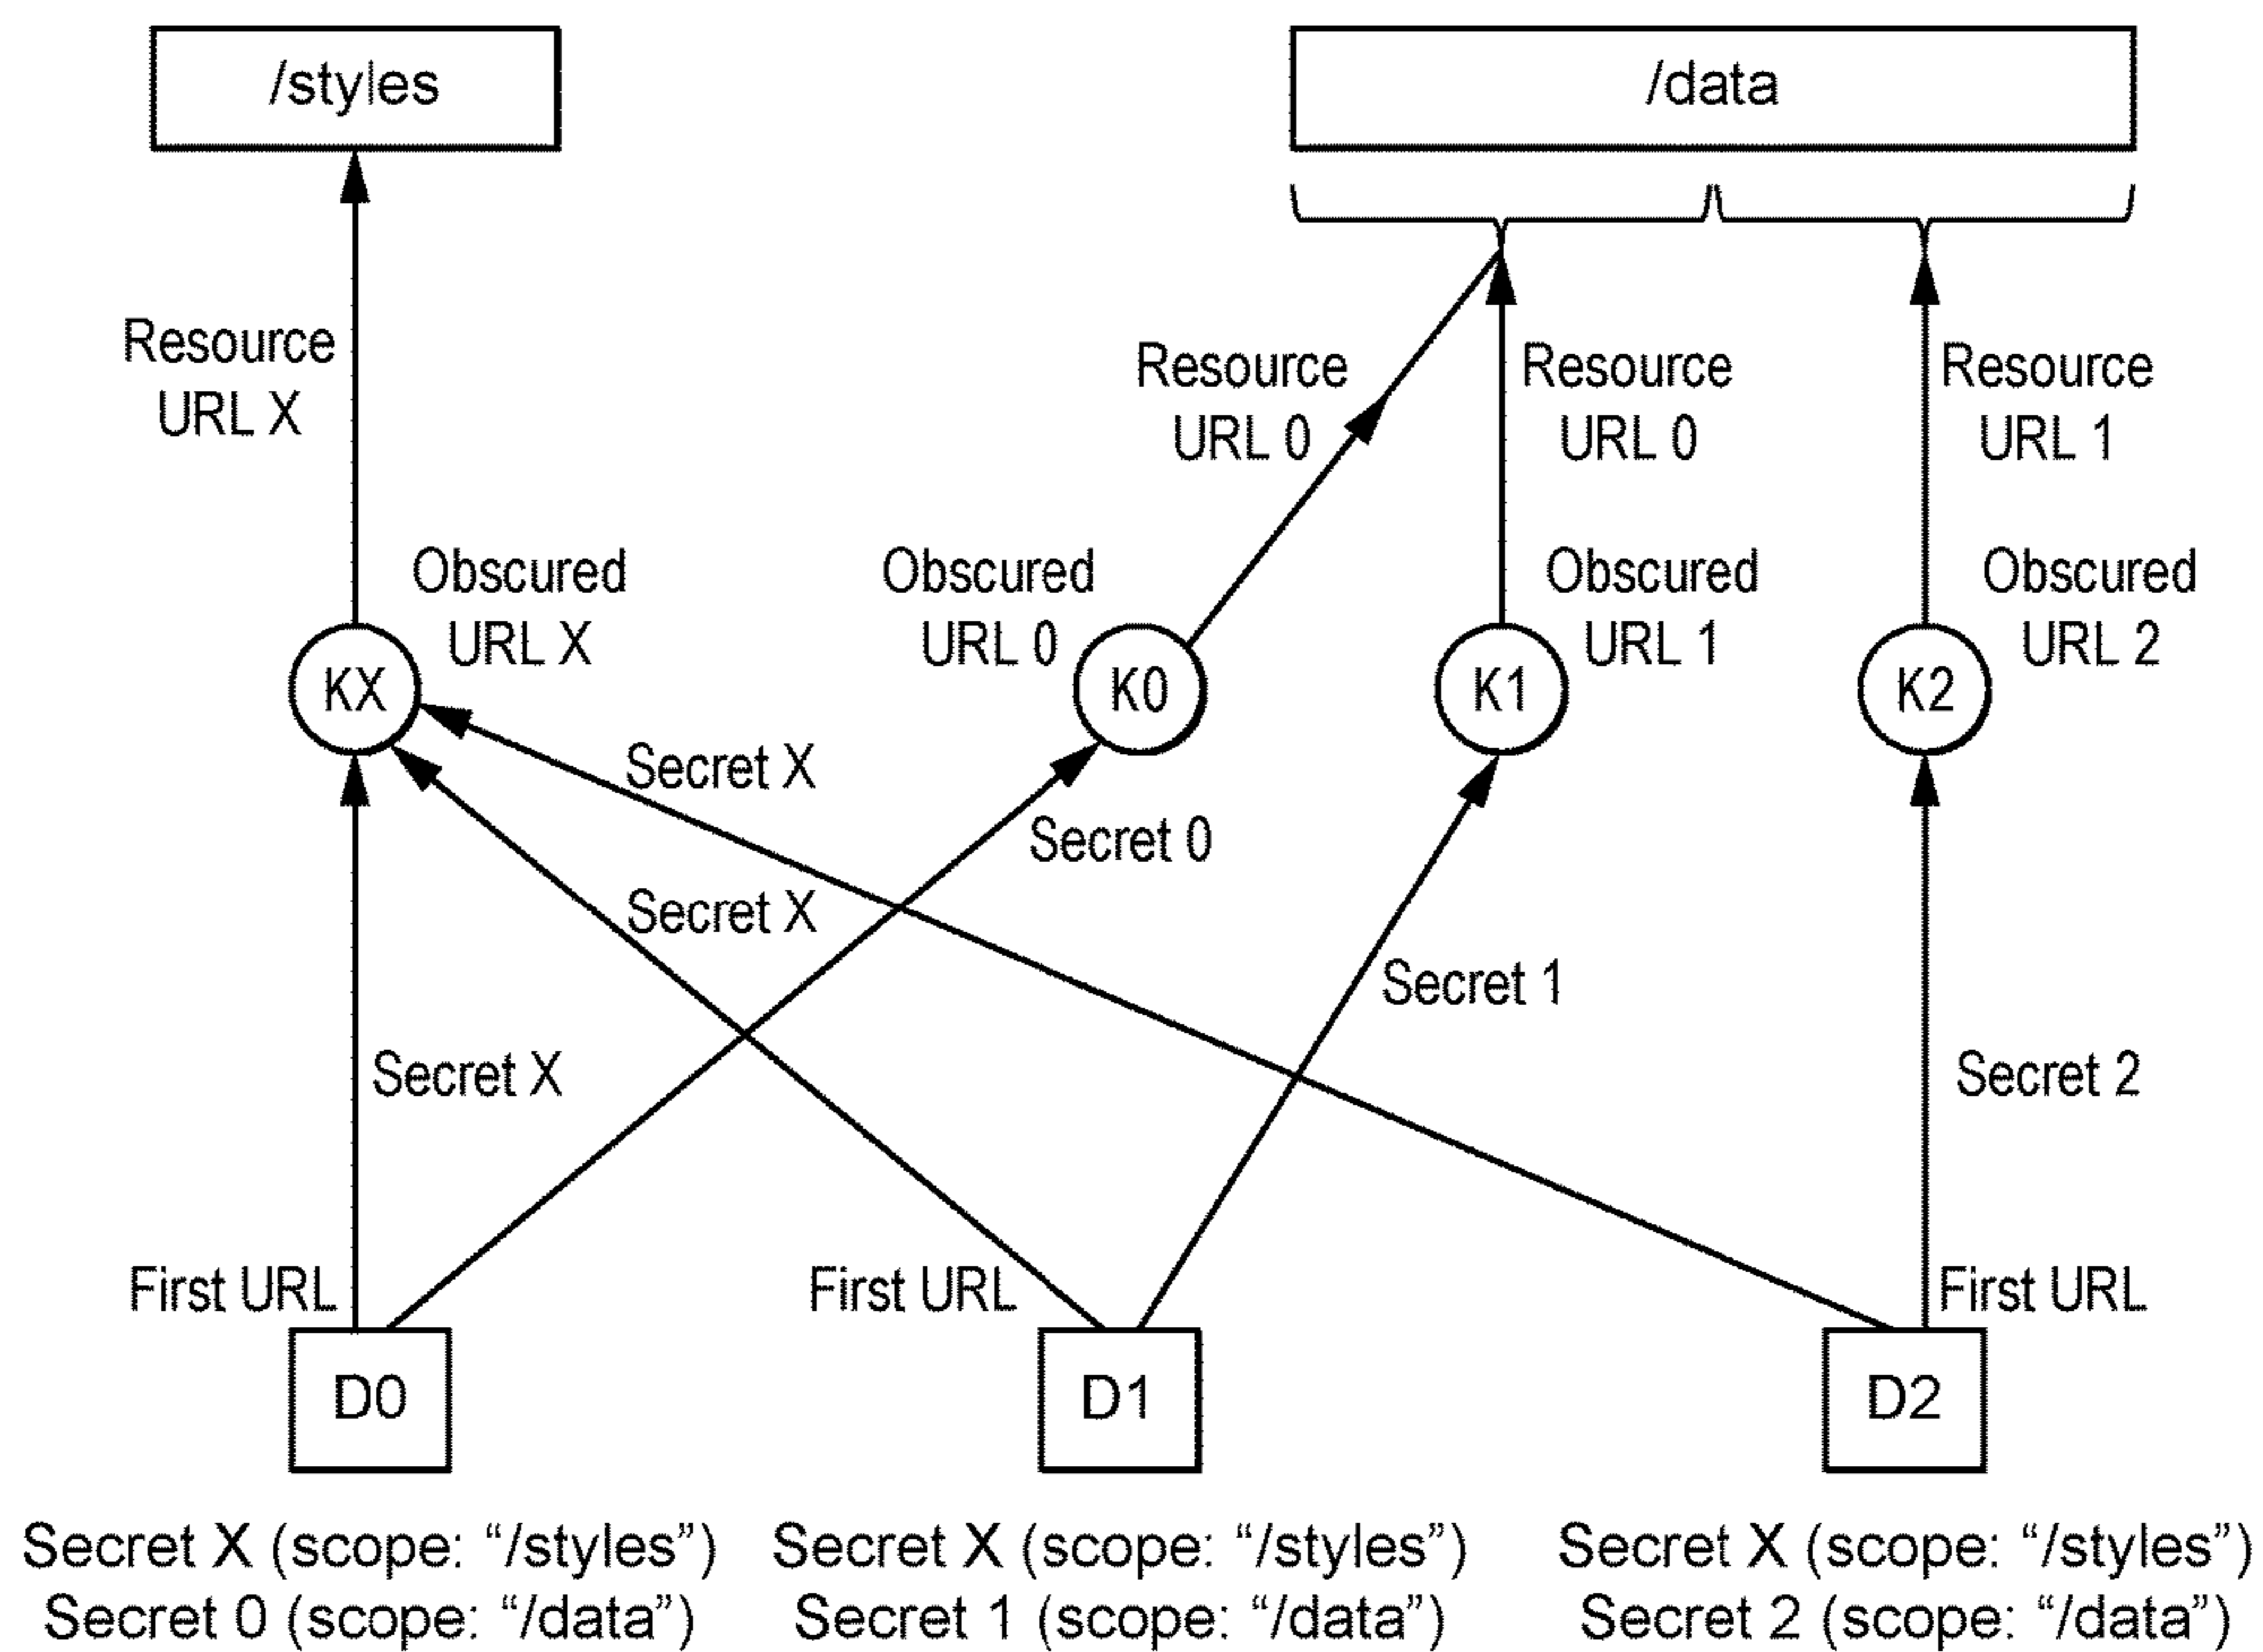 /styles
/data
Resource
URL X
Resource
URL 0
Resource
URL 0
Resource
URL 1
Obscured
URL X
Obscured
URL 0
Obscured
URL 1
Obscured
URL 2
KX
K0
K1
K2
Secret X
Secret 0
Secret X
Secret 1
Secret X
Secret 2
First URL
First URL
First URL
D0
D1
D2
Secret X (scope: “/styles”)
Secret 0 (scope: “/data”)
Secret X (scope: “/styles”)
Secret 1 (scope: “/data”)
Secret X (scope: “/styles”)
Secret 2 (scope: “/data”)